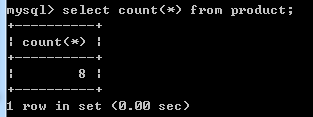 mysql> select count(*) from product;
+----------+
¦ count(*) ¦
+----------+
¦        8 ¦
+----------+
1 row in set (0.00 sec)